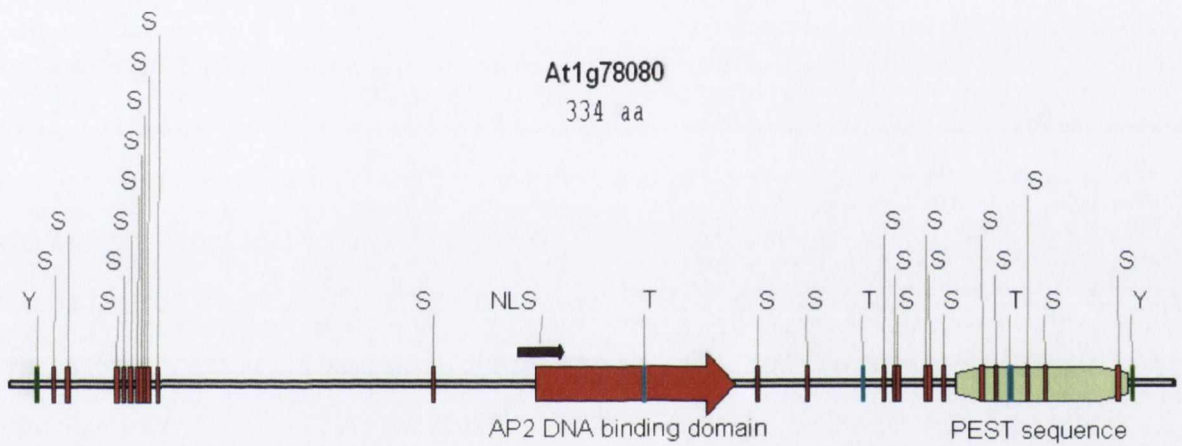 S
S
At1g78080
S
334 aa
S
S S
S S S S S
S S S S S S
Y S S NLS T S S T S S T S Y
AP2 DNA binding domain PEST sequence